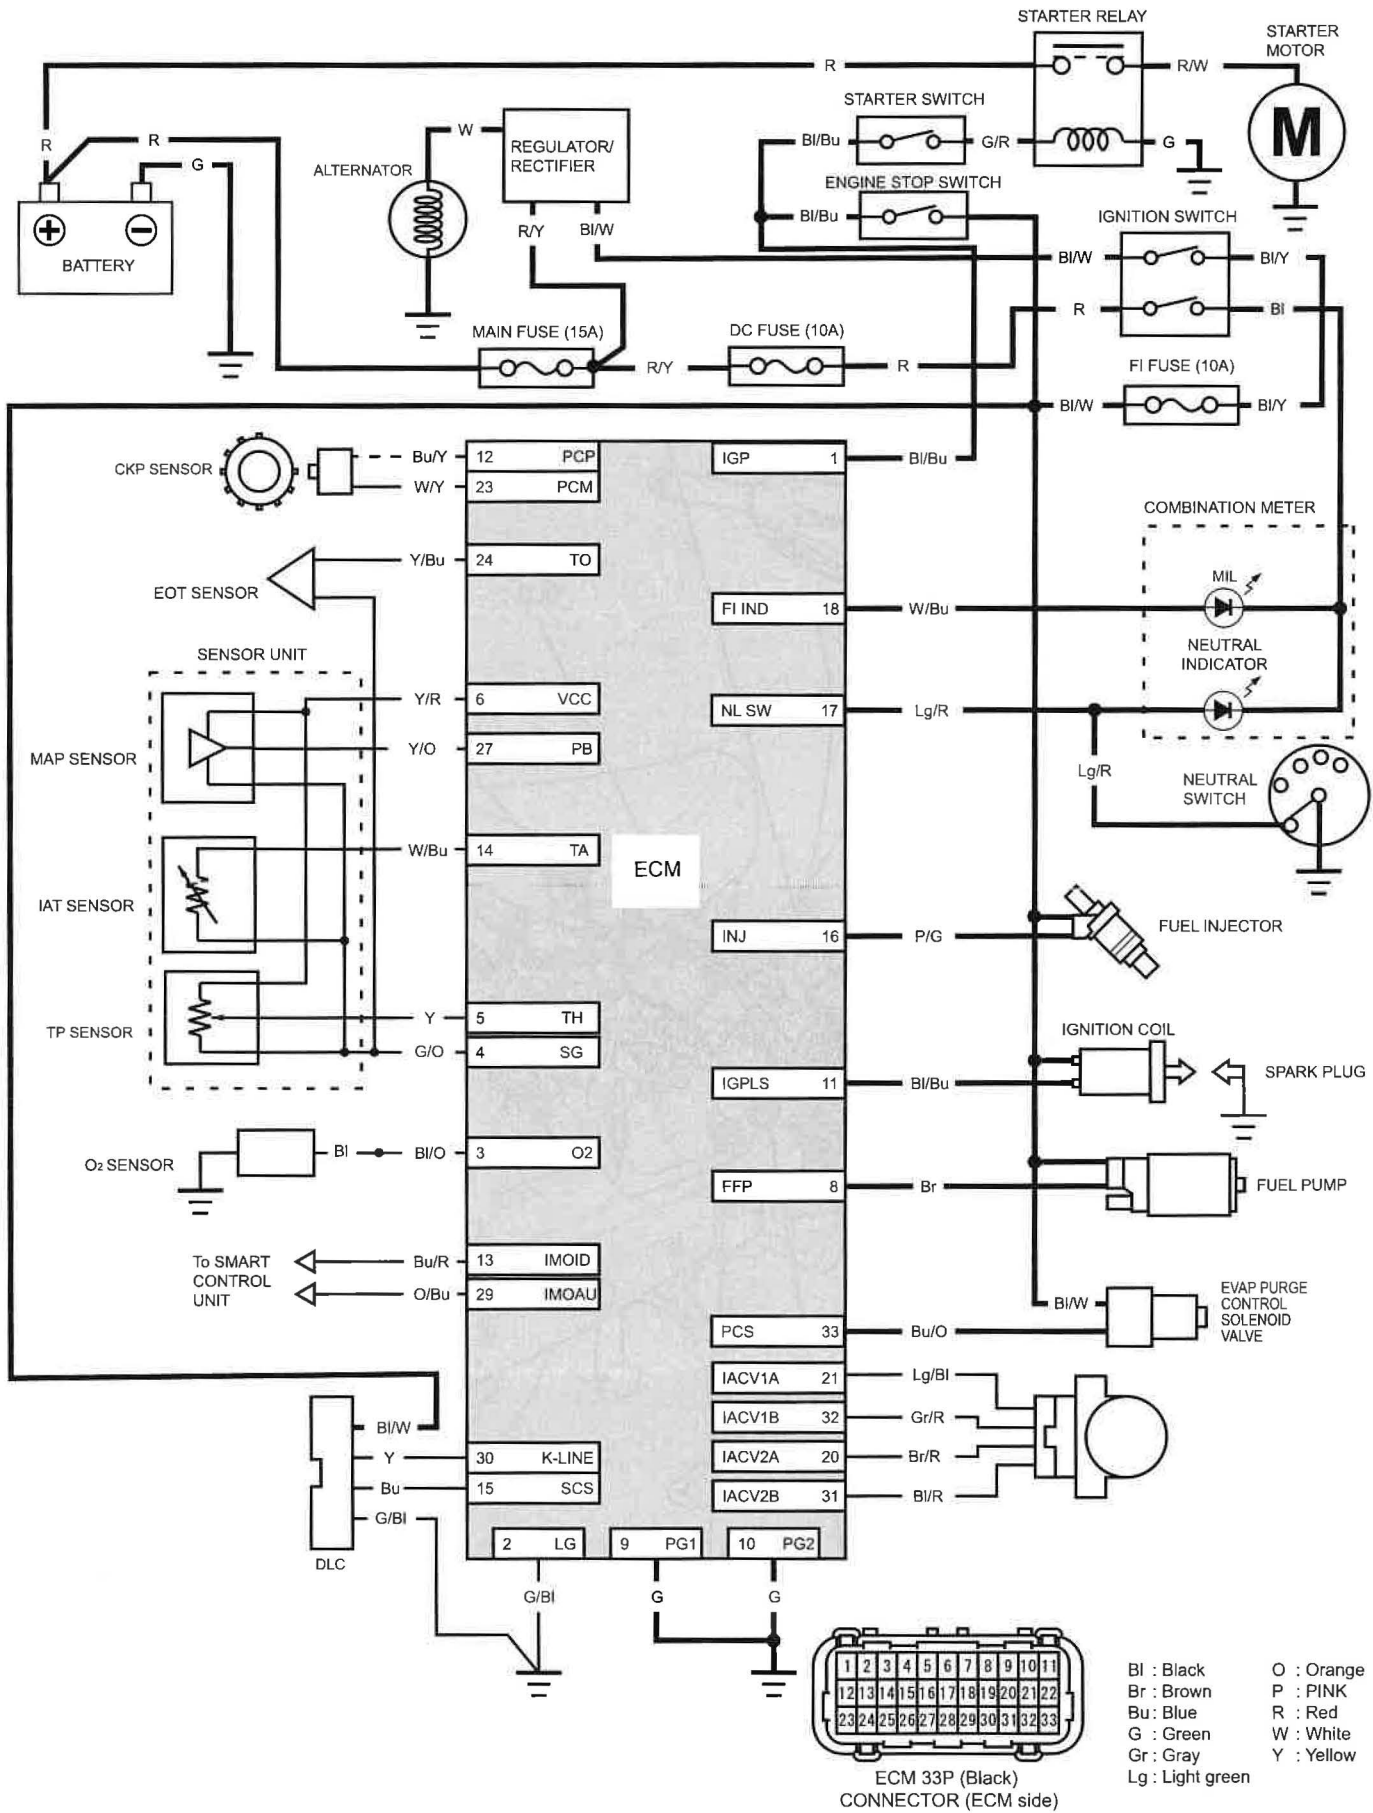 STARTER RELAY
STARTER
MOTOR
R
R/W
M
STARTER SWITCH
Bl/Bu
G/R
G
R
R
G
W
REGULATOR/
RECTIFIER
ALTERNATOR
ENGINE STOP SWITCH
Bl/Bu
IGNITION SWITCH
R/Y
Bl/W
BATTERY
Bl/W
Bl/Y
R
Bl
MAIN FUSE (15A)
DC FUSE (10A)
R/Y
R
FI FUSE (10A)
Bl/W
Bl/Y
CKP SENSOR
Bu/Y
12 PCP
W/Y
23 PCM
IGP 1
Bl/Bu
COMBINATION METER
EOT SENSOR
Y/Bu
24 TO
MIL
FI IND 18
W/Bu
NEUTRAL
INDICATOR
SENSOR UNIT
Y/R
6 VCC
NL SW 17
Lg/R
MAP SENSOR
Y/O
27 PB
Lg/R
NEUTRAL
SWITCH
W/Bu
14 TA
ECM
IAT SENSOR
INJ 16
P/G
FUEL INJECTOR
TP SENSOR
Y
5 TH
G/O
4 SG
IGNITION COIL
IGPLS 11
Bl/Bu
SPARK PLUG
O2 SENSOR
Bl
Bl/O
3 O2
FFP 8
Br
FUEL PUMP
To SMART
CONTROL
UNIT
Bu/R
13 IMOID
O/Bu
29 IMOAU
Bl/W
EVAP PURGE
CONTROL
SOLENOID
VALVE
PCS 33
Bu/O
IACV1A 21
Lg/Bl
IACV1B 32
Gr/R
IACV2A 20
Br/R
IACV2B 31
Bl/R
Bl/W
Y
30 K-LINE
Bu
15 SCS
G/Bl
DLC
2 LG
9 PG1
10 PG2
G/Bl
G
G
1 2 3 4 5 6 7 8 9 10 11
12 13 14 15 16 17 18 19 20 21 22
23 24 25 26 27 28 29 30 31 32 33
ECM 33P (Black)
CONNECTOR (ECM side)
Bl : Black
Br : Brown
Bu : Blue
G : Green
Gr : Gray
Lg : Light green
O : Orange
P : PINK
R : Red
W : White
Y : Yellow